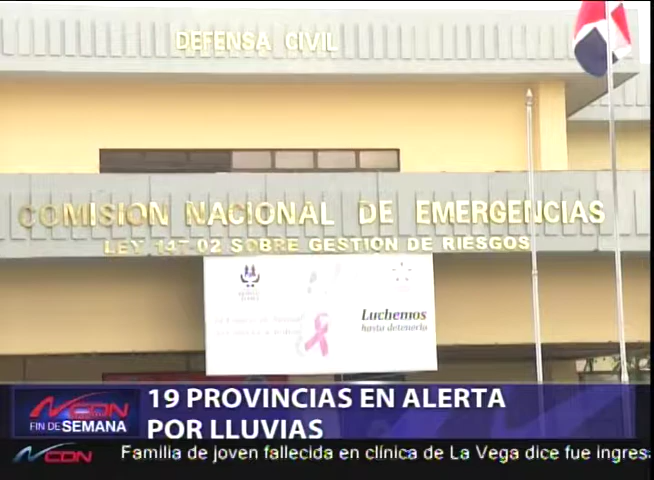 DEFENSA CIVIL
COMISION NACIONAL DE EMERGENCIAS
LEY 147-02 SOBRE GESTION DE RIESGOS
Luchemos
hasta detenerlo
CDN
FIN DE SEMANA
19 PROVINCIAS EN ALERTA
POR LLUVIAS
CDN
Familia de joven fallecida en clínica de La Vega dice fue ingres